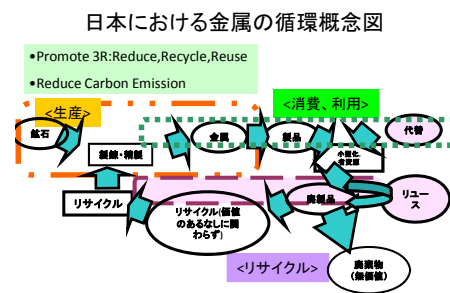 日本における金属の循環概念図
•Promote 3R:Reduce,Recycle,Reuse
•Reduce Carbon Emission
<生産>
<消費、利用>
鉱石
金属
製品
代替
製錬・精製
小型化、
省資源
リサイクル
廃製品
リユー
ス
リサイクル(価値
のあるなしに関
わらず)
<リサイクル>
廃棄物
(無価値)